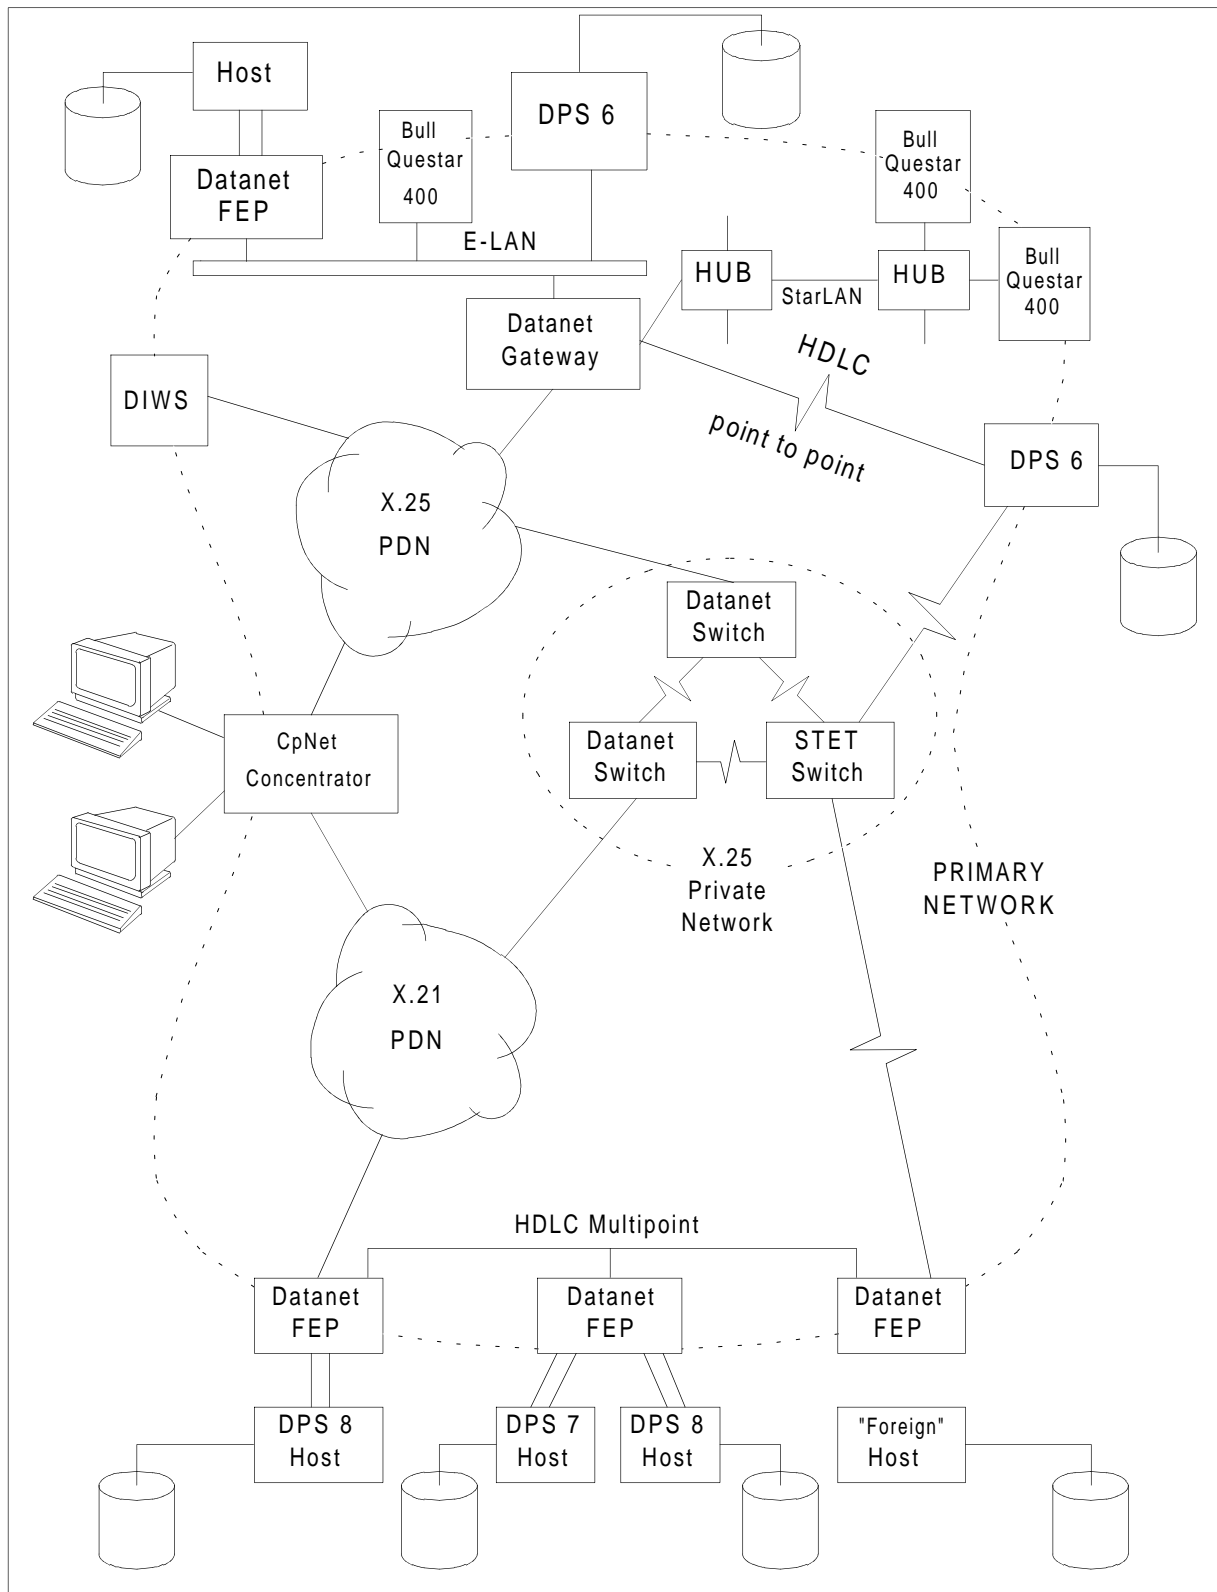 Host
DPS 6
Bull
Questar
400
Bull
Questar
400
Datanet
FEP
E-LAN
HUB
StarLAN
HUB
Bull
Questar
400
Datanet
Gateway
HDLC
point to point
DIWS
DPS 6
X.25
PDN
Datanet
Switch
CpNet
Concentrator
Datanet
Switch
STET
Switch
X.25
Private
Network
PRIMARY
NETWORK
X.21
PDN
HDLC Multipoint
Datanet
FEP
Datanet
FEP
Datanet
FEP
DPS 8
Host
DPS 7
Host
DPS 8
Host
"Foreign"
Host